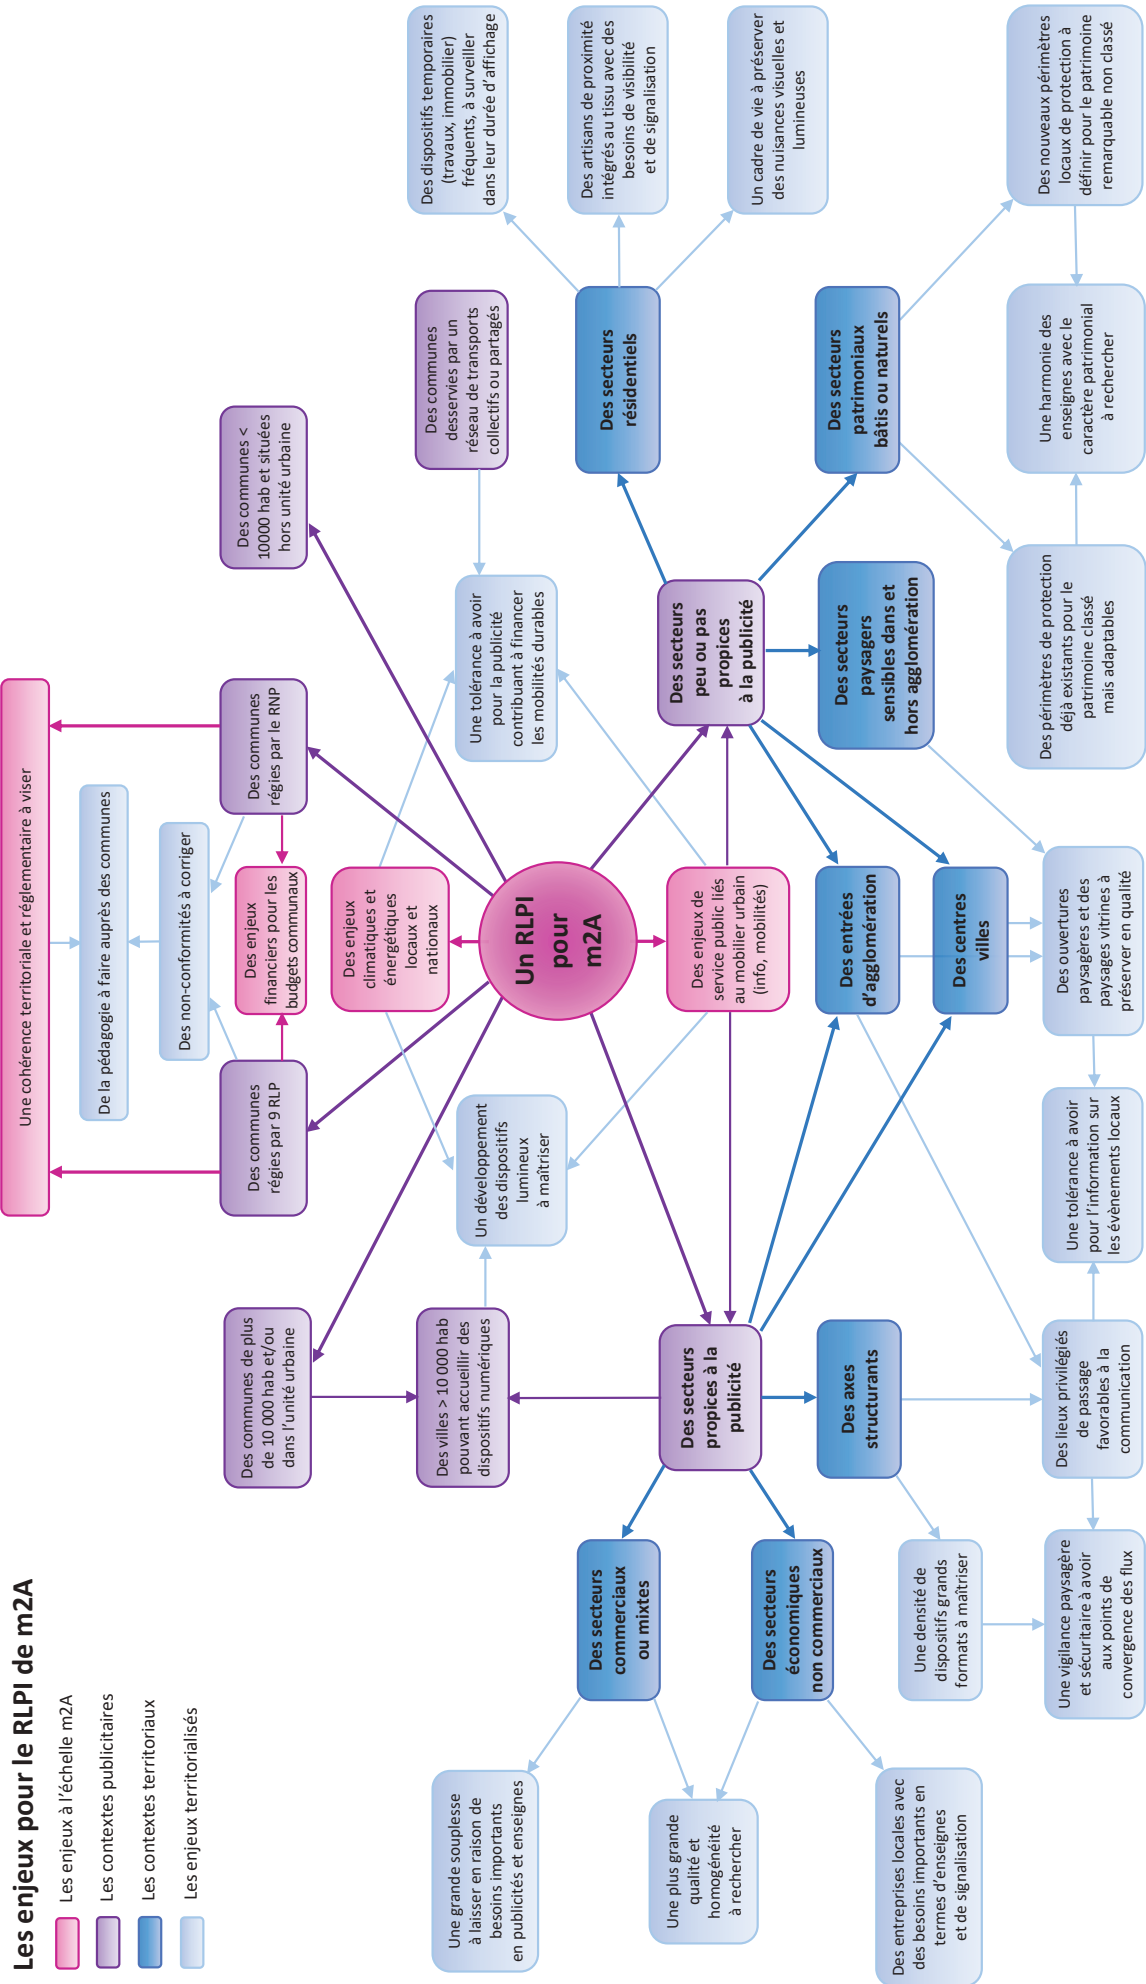 Les enjeux pour le RLPI de m2A
Les enjeux à l'échelle m2A
Les contextes publicitaires
Les contextes territoriaux
Les enjeux territorialisés
Une cohérence territoriale et réglementaire à viser
De la pédagogie à faire auprès des communes
Des non-conformités à corriger
Des communes de plus
de 10 000 hab et/ou
dans l'unité urbaine
Des communes
régies par 9 RLP
Des enjeux
financiers pour les
budgets communaux
Des communes
régies par le RNP
Des communes <
10000 hab et situées
hors unité urbaine
Des villes > 10 000 hab
pouvant accueillir des
dispositifs numériques
Un développement
des dispositifs
lumineux
à maîtriser
Des enjeux
climatiques et
énergétiques
locaux et
nationaux
Une tolérance à avoir
pour la publicité
contribuant à financer
les mobilités durables
Des communes
desservies par un
réseau de transports
collectifs ou partagés
Des dispositifs temporaires
(travaux, immobilier)
fréquents, à surveiller
dans leur durée d'affichage
Une grande souplesse
à laisser en raison de
besoins importants
en publicités et enseignes
Des secteurs
commerciaux
ou mixtes
Un RLPI
pour
m2A
Des secteurs
résidentiels
Des artisans de proximité
intégrés au tissu avec des
besoins de visibilité
et de signalisation
Une plus grande
qualité et
homogénéité
à rechercher
Des secteurs
propices à la
publicité
Des enjeux de
service public liés
au mobilier urbain
(info, mobilités)
Des secteurs
peu ou pas
propices
à la publicité
Un cadre de vie à préserver
des nuisances visuelles et
lumineuses
Des secteurs
économiques
non commerciaux
Des axes
structurants
Des entrées
d'agglomération
Des secteurs
paysagers
sensibles dans et
hors agglomération
Des secteurs
patrimoniaux
bâtis ou naturels
Des entreprises locales avec
des besoins importants en
termes d'enseignes
et de signalisation
Une densité de
dispositifs grands
formats à maîtriser
Des centres
villes
Des périmètres de protection
déjà existants pour le
patrimoine classé
mais adaptables
Une harmonie des
enseignes avec le
caractère patrimonial
à rechercher
Des nouveaux périmètres
locaux de protection à
définir pour le patrimoine
remarquable non classé
Une vigilance paysagère
et sécuritaire à avoir
aux points de
convergence des flux
Des lieux privilégiés
de passage
favorables à la
communication
Une tolérance à avoir
pour l'information sur
les évènements locaux
Des ouvertures
paysagères et des
paysages vitrines à
préserver en qualité